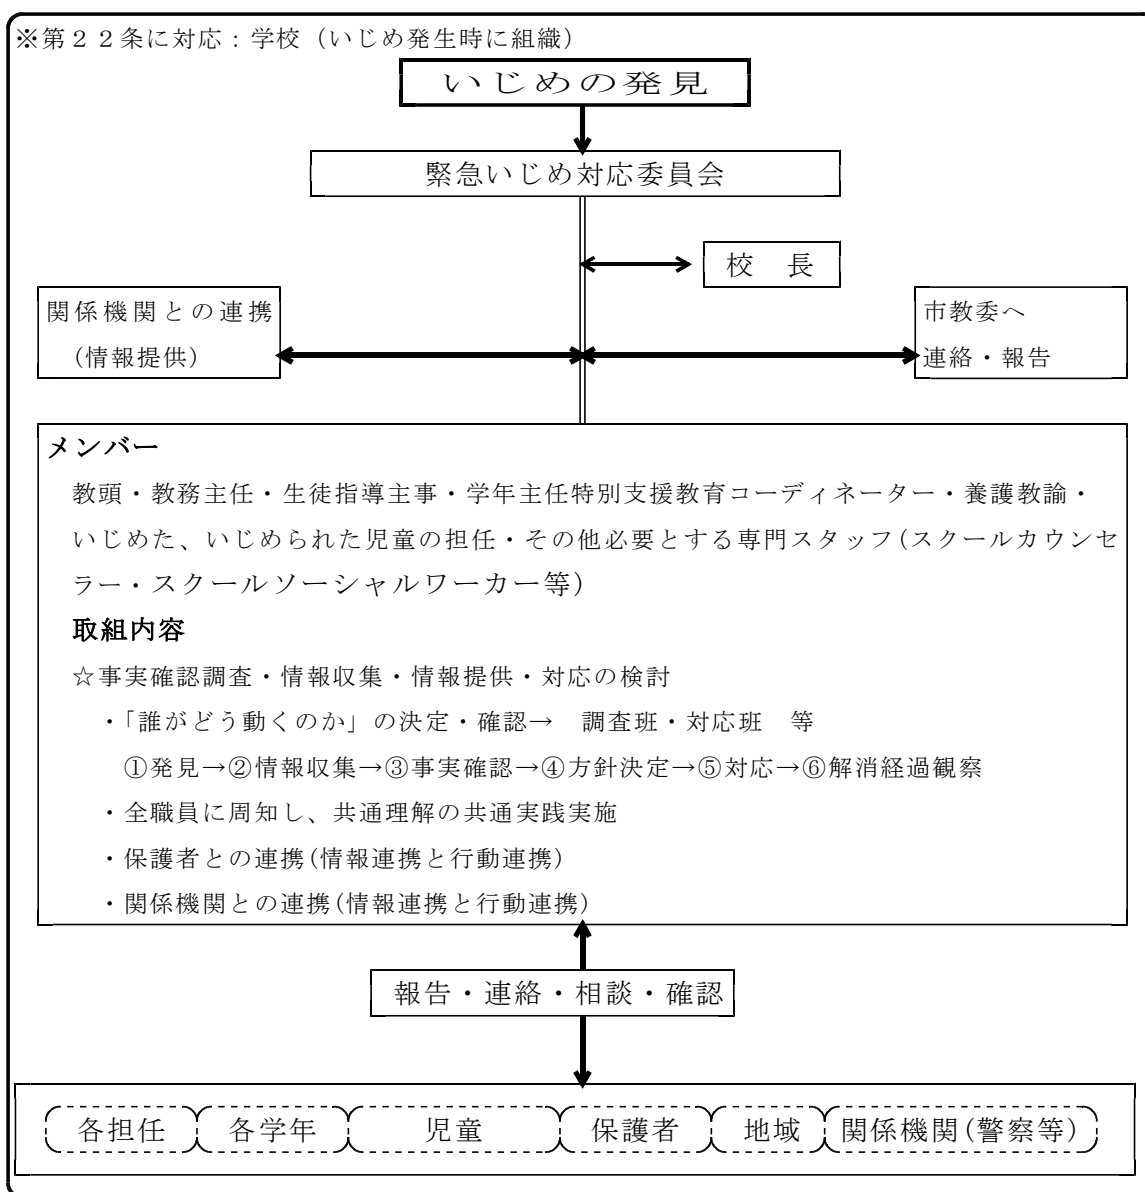 ※第２２条に対応：学校（いじめ発生時に組織）
いじめの発見
緊急いじめ対応委員会
校　長
関係機関との連携
（情報提供）
市教委へ
連絡・報告
メンバー
教頭・教務主任・生徒指導主事・学年主任特別支援教育コーディネーター・養護教諭・
いじめた、いじめられた児童の担任・その他必要とする専門スタッフ(スクールカウンセ
ラー・スクールソーシャルワーカー等)
取組内容
☆事実確認調査・情報収集・情報提供・対応の検討
・「誰がどう動くのか」の決定・確認→　調査班・対応班　等
①発見→②情報収集→③事実確認→④方針決定→⑤対応→⑥解消経過観察
・全職員に周知し、共通理解の共通実践実施
・保護者との連携(情報連携と行動連携)
・関係機関との連携(情報連携と行動連携)
報告・連絡・相談・確認
各担任 各学年 児童 保護者 地域 関係機関(警察等)